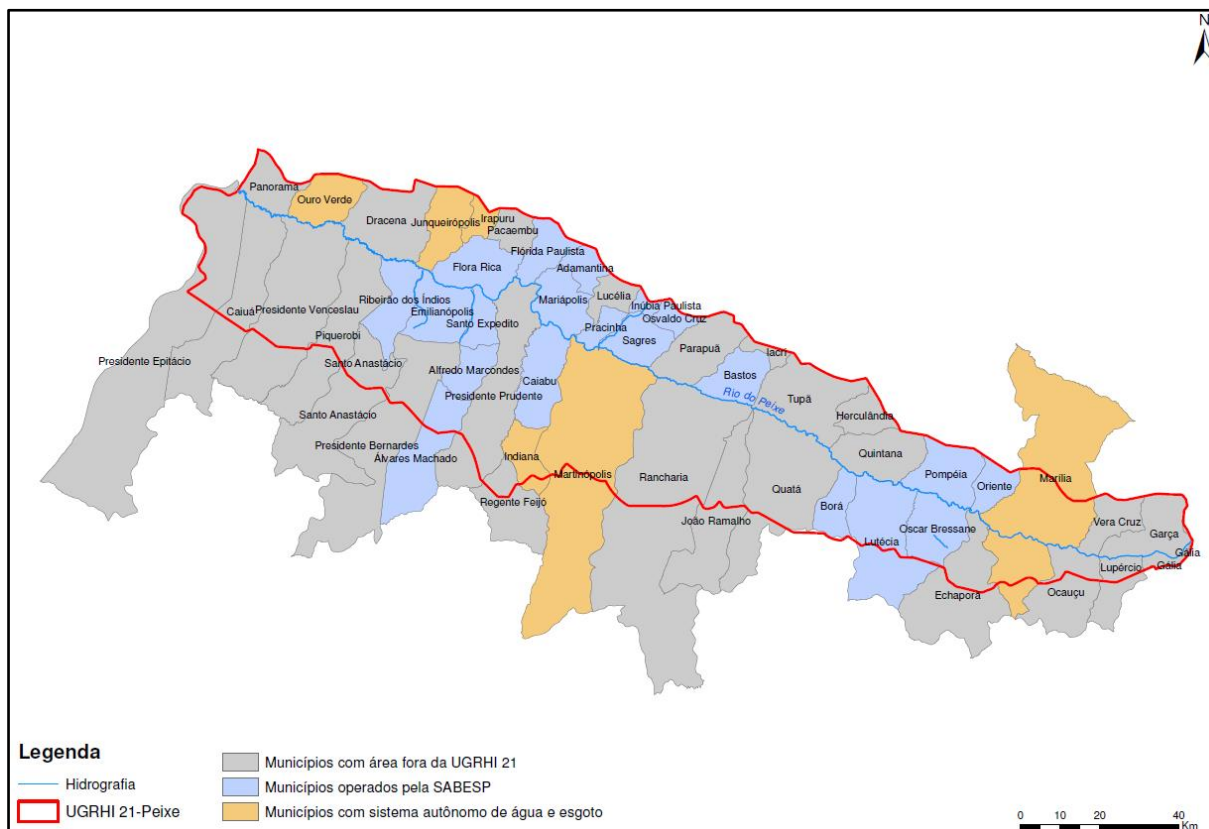 N
Panorama
Ouro Verde
Dracena
Junqueirópolis
Irapuru
Pacaembu
Flórida Paulista
Flora Rica
Adamantina
Ribeirão dos Índios
Mariápolis
Lucélia
Inúbia Paulista
Caiuá
Presidente Venceslau
Emilianópolis
Osvaldo Cruz
Santo Expedito
Pracinha
Piquerobi
Sagres
Parapuã
Iacri
Presidente Epitácio
Santo Anastácio
Alfredo Marcondes
Caiabu
Bastos
Presidente Prudente
Rio do Peixe
Tupã
Santo Anastácio
Herculândia
Presidente Bernardes
Indiana
Quintana
Álvares Machado
Martinópolis
Rancharia
Pompéia
Marília
Quatá
Oriente
Regente Feijó
Borá
João Ramalho
Oscar Bressane
Vera Cruz
Garça
Lutécia
Gália
Lupércio
Gália
Echaporã
Ocauçu
Legenda
Hidrografia
UGRHI 21-Peixe
Municípios com área fora da UGRHI 21
Municípios operados pela SABESP
Municípios com sistema autônomo de água e esgoto
0 10 20 40
Km